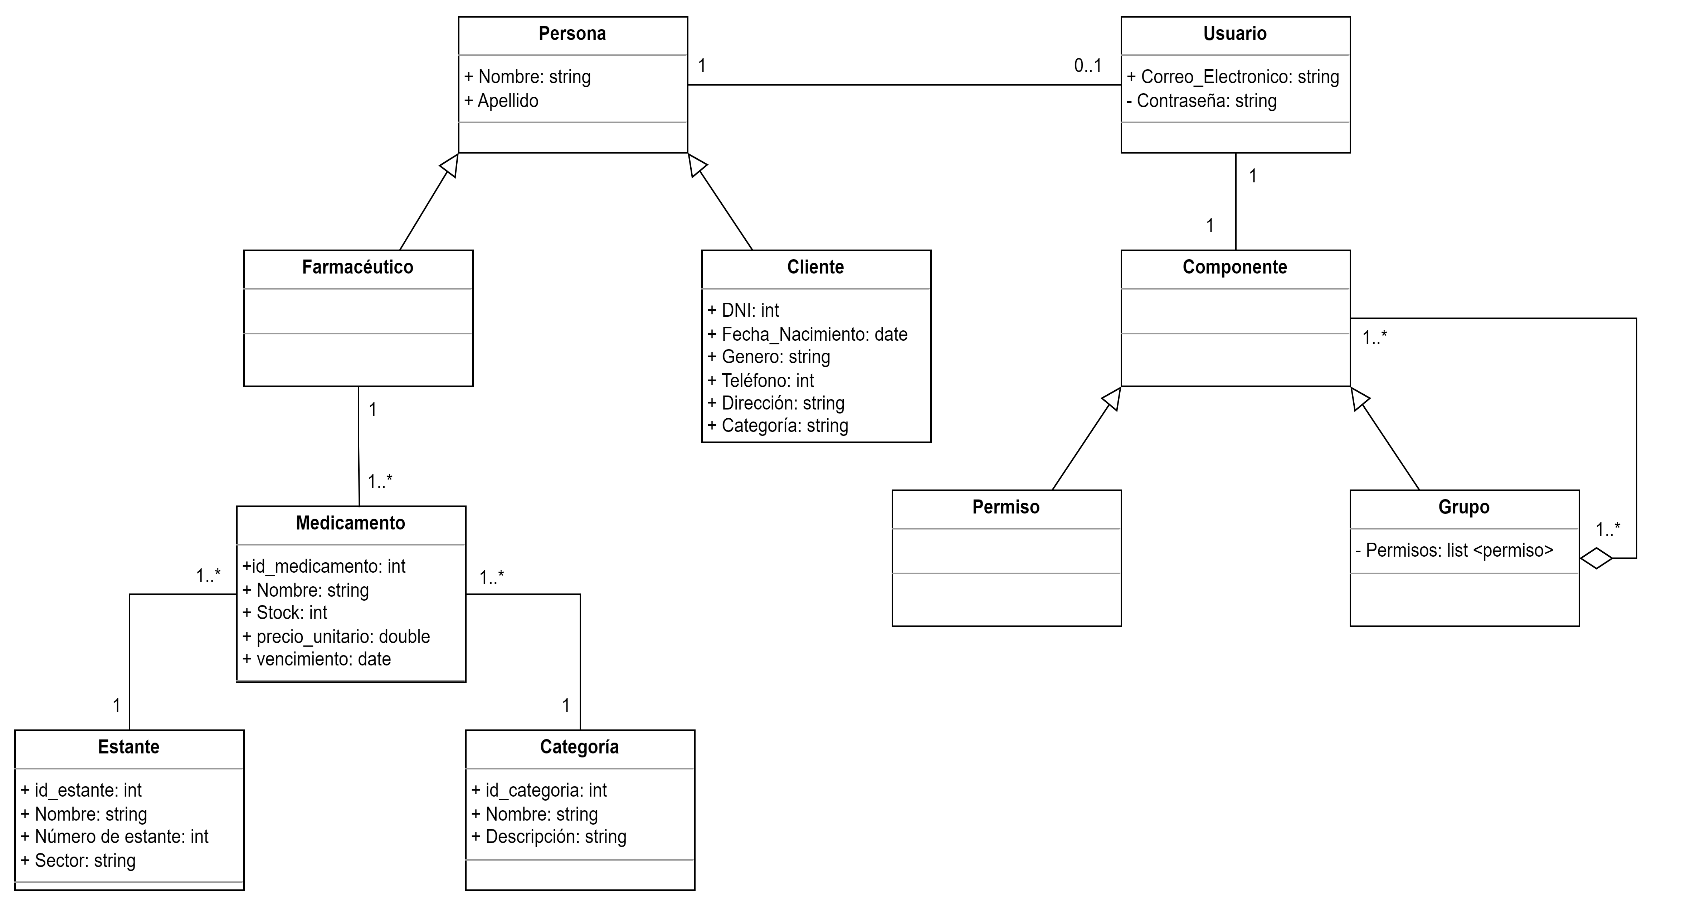 Persona
+ Nombre: string
+ Apellido
1
0..1
Usuario
+ Correo_Electronico: string
- Contraseña: string
1
1
Farmacéutico
1
1..*
Cliente
+ DNI: int
+ Fecha_Nacimiento: date
+ Genero: string
+ Teléfono: int
+ Dirección: string
+ Categoría: string
Componente
1..*
Permiso
Grupo
- Permisos: list <permiso>
1..*
Medicamento
+id_medicamento: int
+ Nombre: string
+ Stock: int
+ precio_unitario: double
+ vencimiento: date
1..*
1..*
1
1
Estante
+ id_estante: int
+ Nombre: string
+ Número de estante: int
+ Sector: string
Categoría
+ id_categoria: int
+ Nombre: string
+ Descripción: string